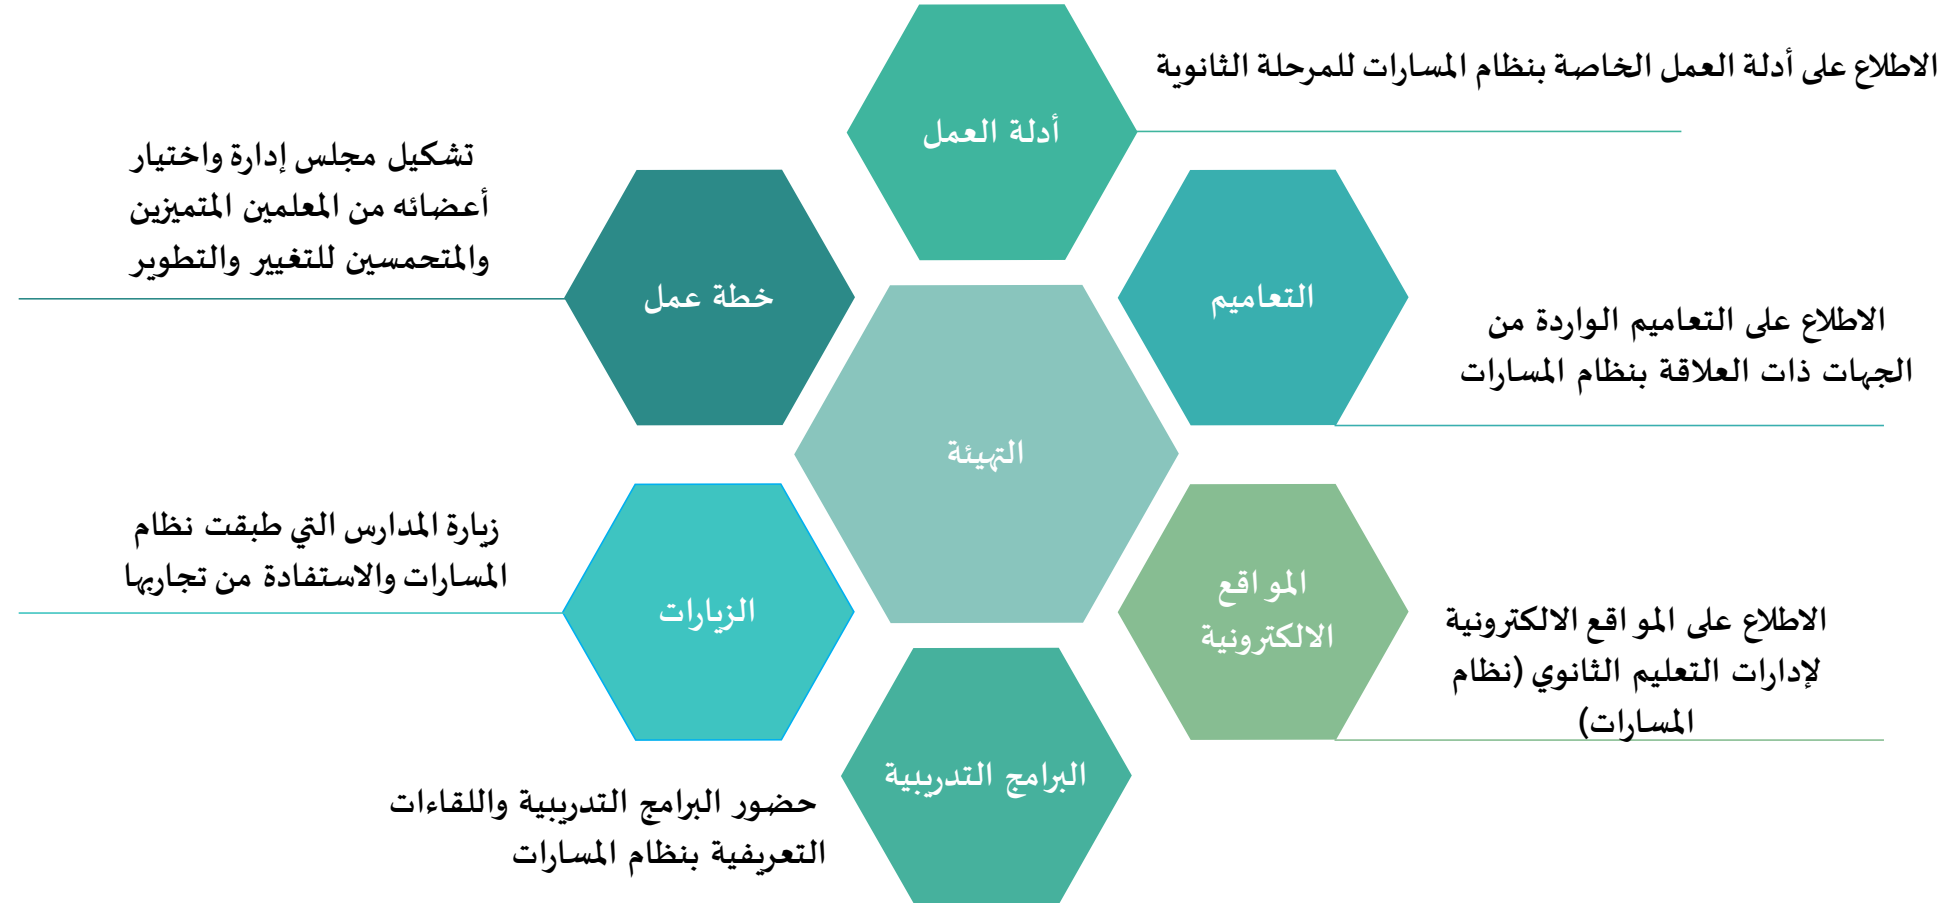 الاطلاع على أدلة العمل الخاصة بنظام المسارات للمرحلة الثانوية
أدلة العمل
تشكيل مجلس إدارة واختيار
أعضائه من المعلمين المتميزين
والمتحمسين للتغيير والتطوير
خطة عمل
التعاميم
الاطلاع على التعاميم الواردة من
الجهات ذات العلاقة بنظام المسارات
التهيئة
زيارة المدارس التي طبقت نظام
المسارات والاستفادة من تجاربها
الزيارات
المواقع
الالكترونية
الاطلاع على المواقع الالكترونية
لإدارات التعليم الثانوي (نظام
المسارات)
البرامج التدريبية
حضور البرامج التدريبية واللقاءات
التعريفية بنظام المسارات